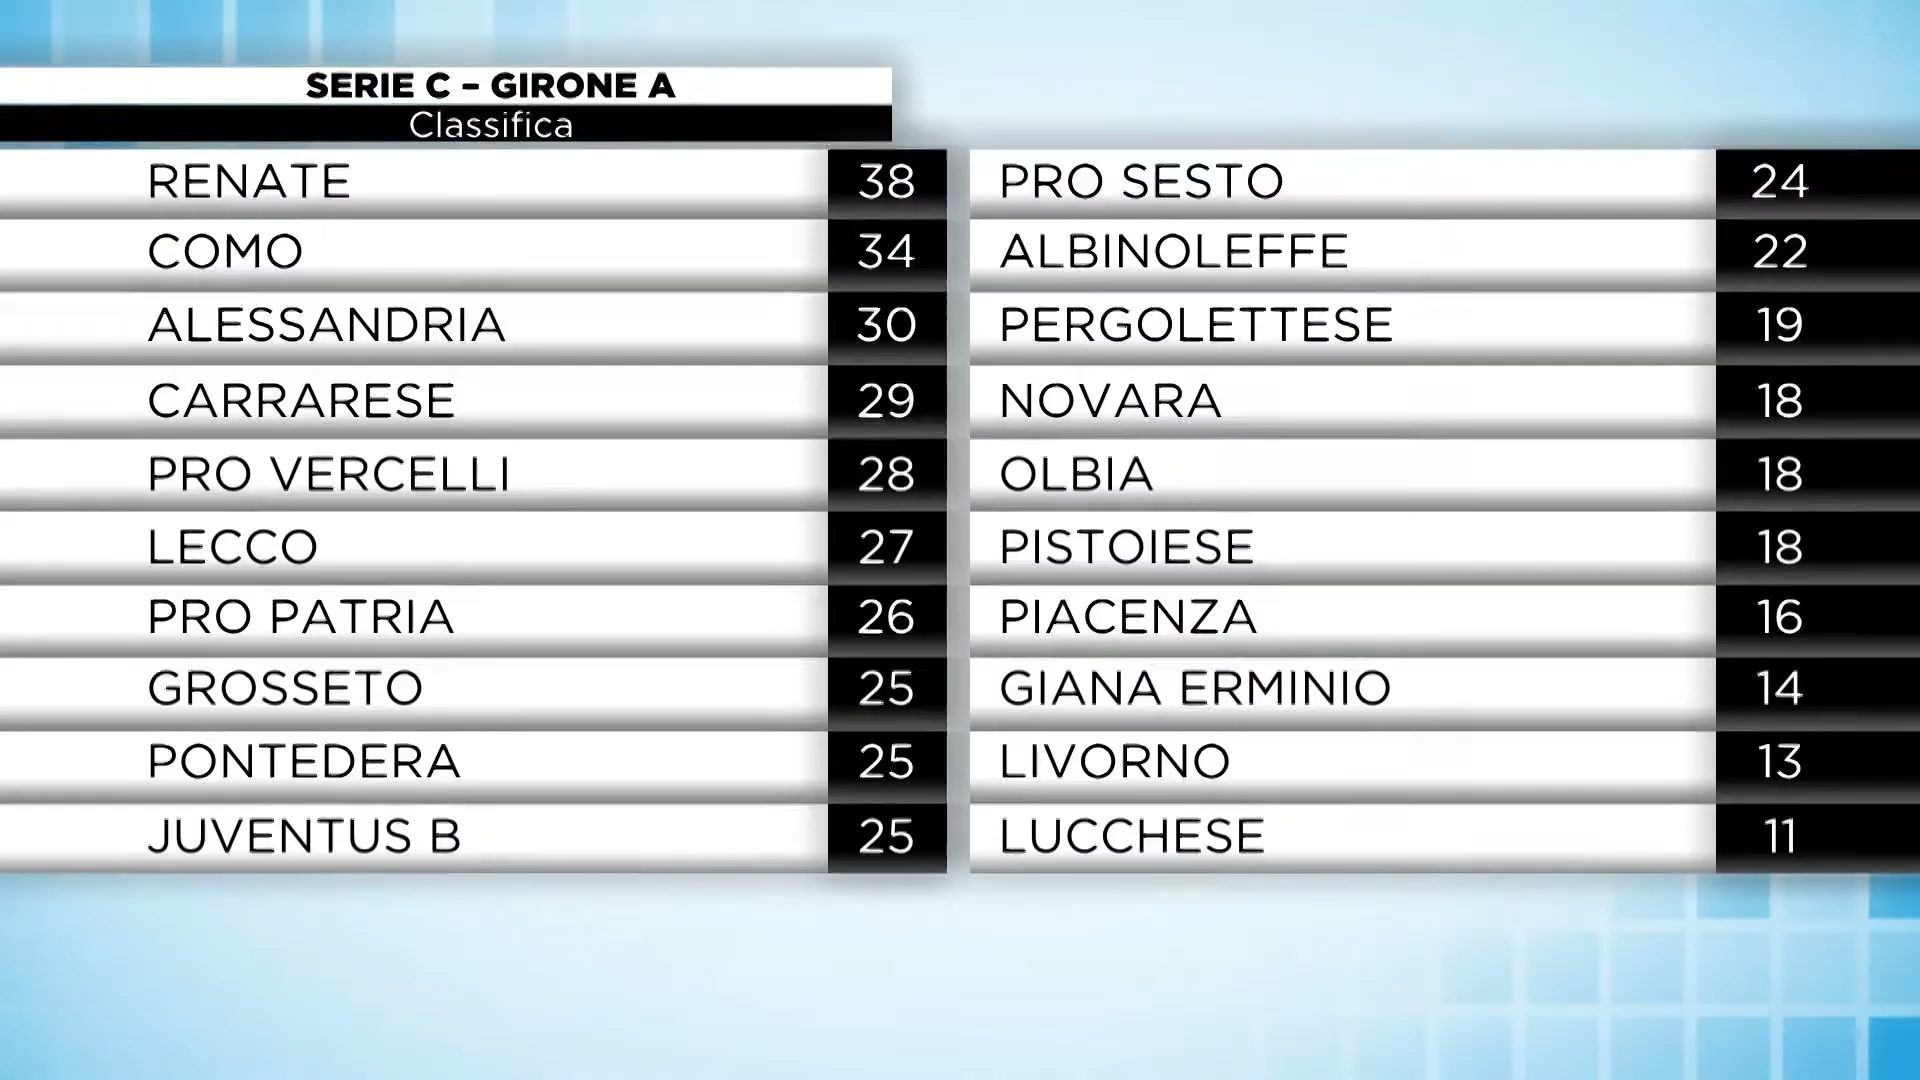 SERIE C – GIRONE A
Classifica
RENATE 38
COMO 34
ALESSANDRIA 30
CARRARESE 29
PRO VERCELLI 28
LECCO 27
PRO PATRIA 26
GROSSETO 25
PONTEDERA 25
JUVENTUS B 25
PRO SESTO 24
ALBINOLEFFE 22
PERGOLETTESE 19
NOVARA 18
OLBIA 18
PISTOIESE 18
PIACENZA 16
GIANA ERMINIO 14
LIVORNO 13
LUCCHESE 11